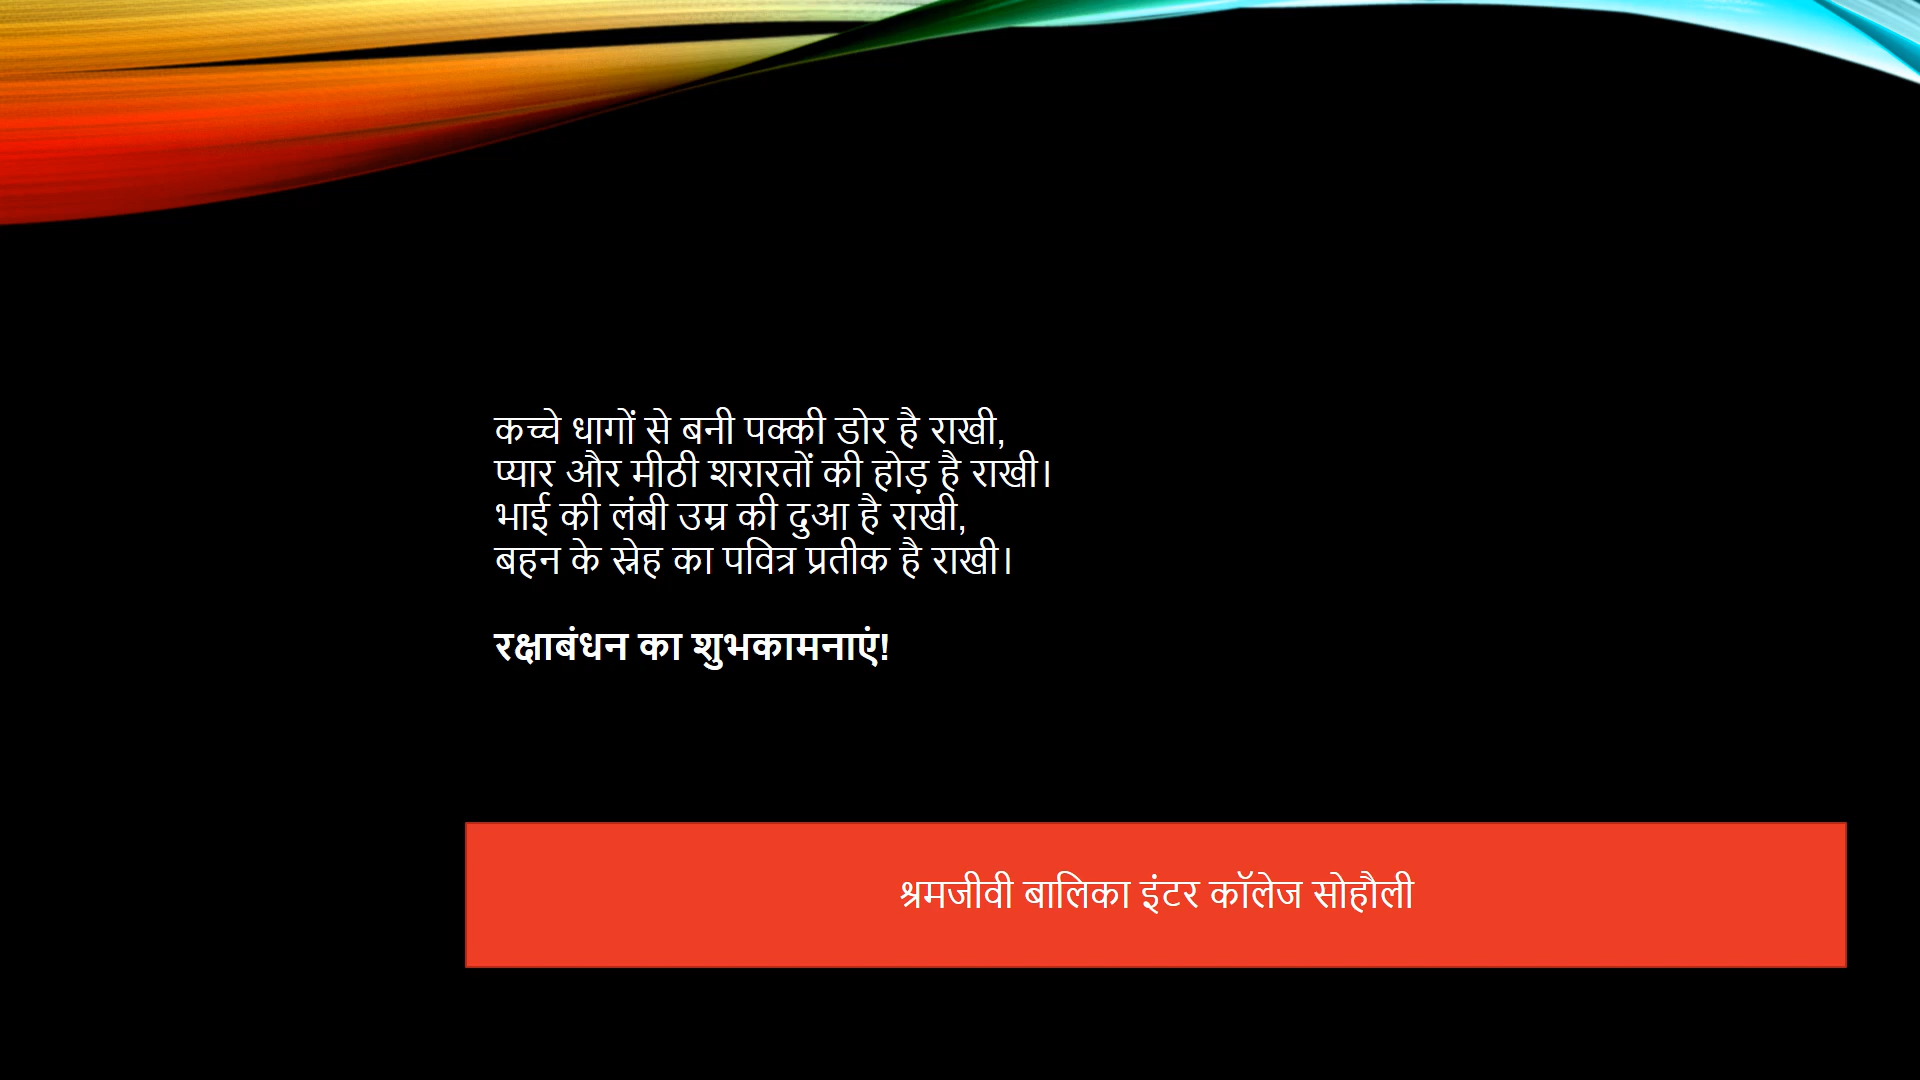 कच्चे धागों से बनी पक्की डोर है राखी,
प्यार और मीठी शरारतों की होड़ है राखी।
भाई की लंबी उम्र की दुआ है राखी,
बहन के स्नेह का पवित्र प्रतीक है राखी।
रक्षाबंधन का शुभकामनाएं!
श्रमजीवी बालिका इंटर कॉलेज सोहौली